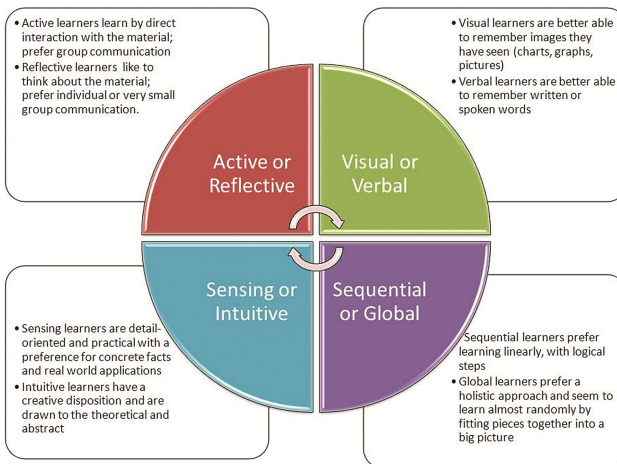 • Active learners learn by direct
interaction with the material;
prefer group communication
• Reflective learners like to
think about the material;
prefer individual or very small
group communication.
• Visual learners are better able
to remember images they
have seen (charts, graphs,
pictures)
• Verbal learners are better able
to remember written or
spoken words
Active or
Reflective
Visual or
Verbal
Sensing or
Intuitive
Sequential
or Global
• Sensing learners are detail-
oriented and practical with a
preference for concrete facts
and real world applications
• Intuitive learners have a
creative disposition and are
drawn to the theoretical and
abstract
Sequential learners prefer
learning linearly, with logical
steps
• Global learners prefer a
holistic approach and seem to
learn almost randomly by
fitting pieces together into a
big picture